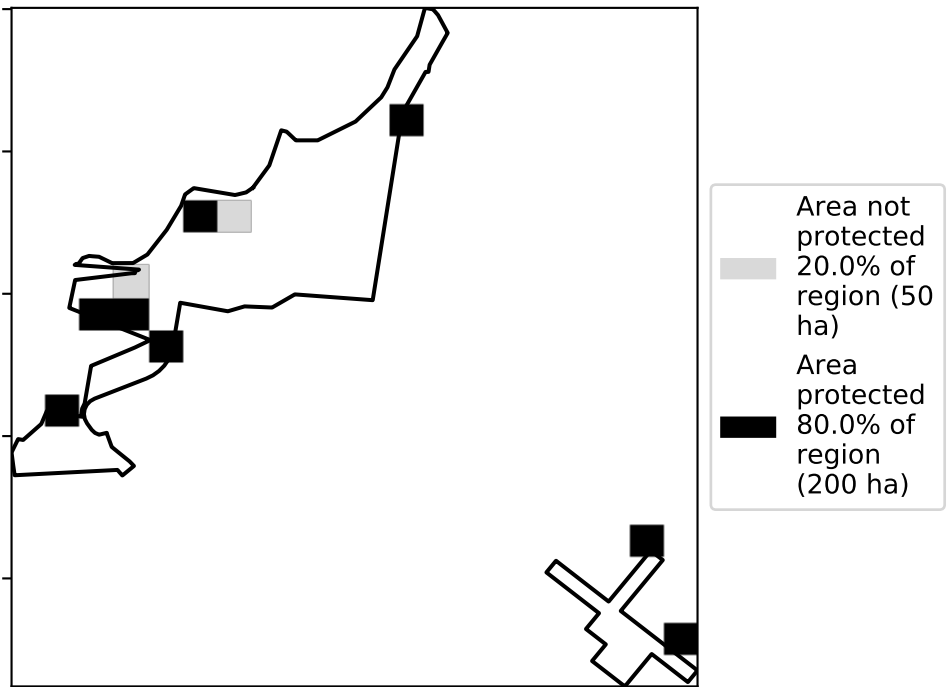 Area not
protected
20.0% of
region (50
ha)
Area
protected
80.0% of
region
(200 ha)